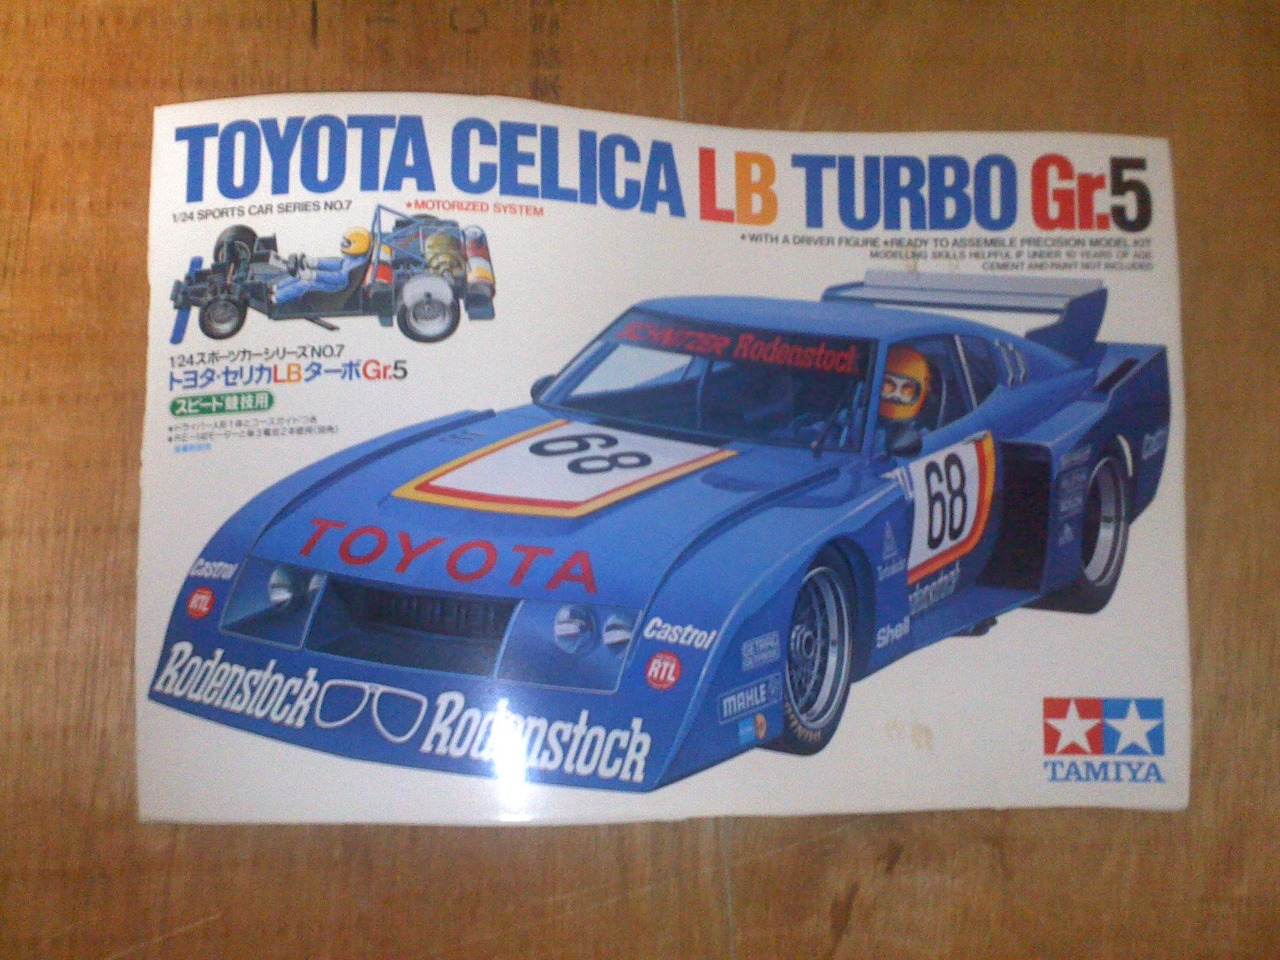 TOYOTA CELICA LB TURBO Gr.5
1/24 SPORTS CAR SERIES NO.7
★MOTORIZED SYSTEM
★WITH A DRIVER FIGURE★READY TO ASSEMBLE PRECISION MODEL KIT
MODELLING SKILLS HELPFUL IF UNDER 10 YEARS OF AGE
CEMENT AND PAINT NOT INCLUDED
1/24スポーツカーシリーズNO.7
トヨタ・セリカLBターボGr.5
スピード競技用
SCHNITZER Rodenstock
68
68
TOYOTA
Castrol
RTL
Castrol
RTL
Shell
Castrol
GETRAG
MAHLE
DUNLOP
Rodenstock
Rodenstock
TAMIYA